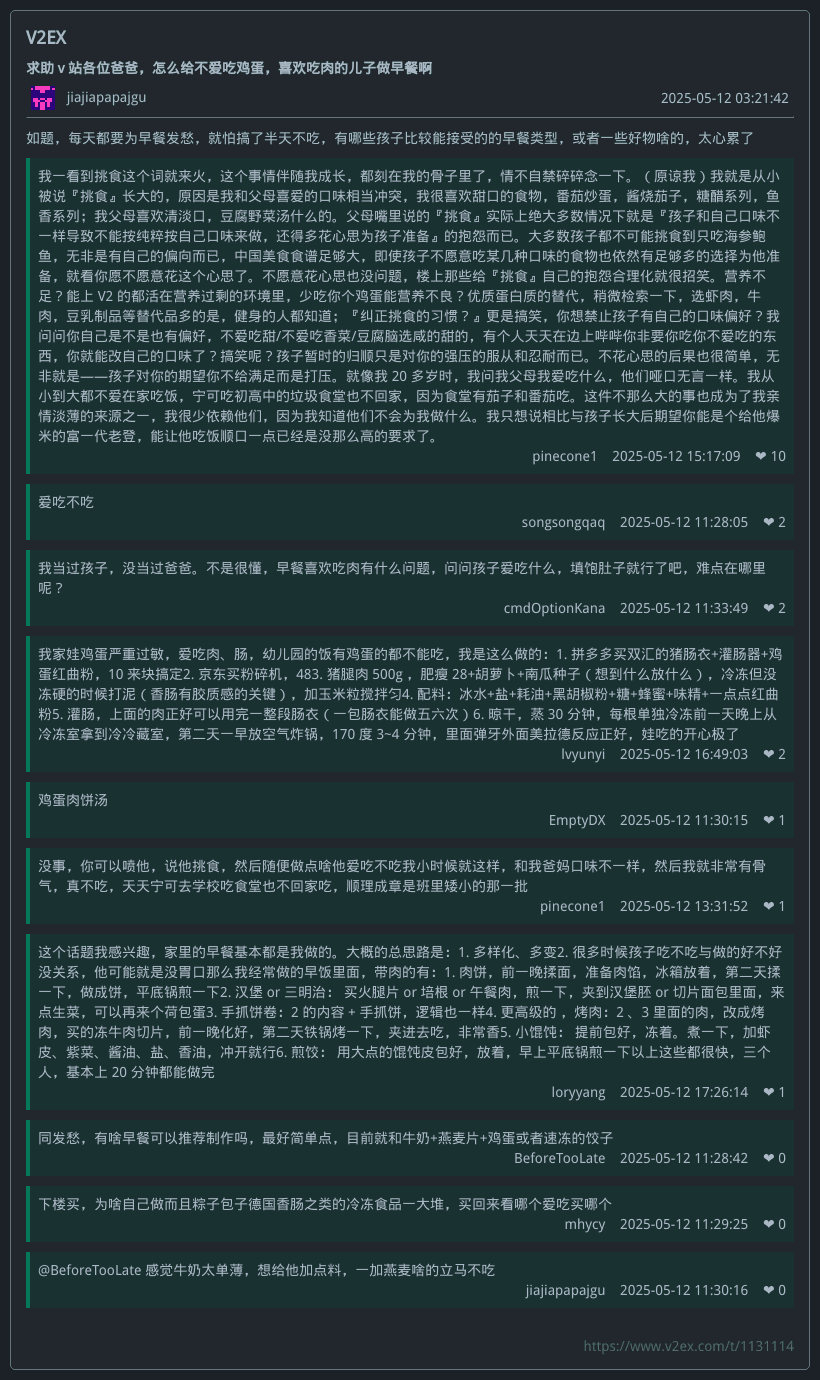 V2EX
求助 v 站各位爸爸，怎么给不爱吃鸡蛋，喜欢吃肉的儿子做早餐啊
jiajiapapajgu
2025-05-12 03:21:42
如题，每天都要为早餐发愁，就怕搞了半天不吃，有哪些孩子比较能接受的的早餐类型，或者一些好物啥的，太心累了
我一看到挑食这个词就来火，这个事情伴随我成长，都刻在我的骨子里了，情不自禁碎碎念一下。（原谅我）我就是从小
被说『挑食』长大的，原因是我和父母喜爱的口味相当冲突，我很喜欢甜口的食物，番茄炒蛋，酱烧茄子，糖醋系列，鱼
香系列；我父母喜欢清淡口，豆腐野菜汤什么的。父母嘴里说的『挑食』实际上绝大多数情况下就是『孩子和自己口味不
一样导致不能按纯粹按自己口味来做，还得多花心思为孩子准备』的抱怨而已。大多数孩子都不可能挑食到只吃海参鲍
鱼，无非是有自己的偏向而已，中国美食食谱足够大，即使孩子不愿意吃某几种口味的食物也依然有足够多的选择为他准
备，就看你愿不愿意花这个心思了。不愿意花心思也没问题，楼上那些给『挑食』自己的抱怨合理化就很招笑。营养不
足？能上 V2 的都活在营养过剩的环境里，少吃你个鸡蛋能营养不良？优质蛋白质的替代，稍微检索一下，选虾肉，牛
肉，豆乳制品等替代品多的是，健身的人都知道；『纠正挑食的习惯？』更是搞笑，你想禁止孩子有自己的口味偏好？我
问问你自己是不是也有偏好，不爱吃甜/不爱吃香菜/豆腐脑选咸的甜的，有个人天天在边上哔哔你非要你吃你不爱吃的东
西，你就能改自己的口味了？搞笑呢？孩子暂时的归顺只是对你的强压的服从和忍耐而已。不花心思的后果也很简单，无
非就是——孩子对你的期望你不给满足而是打压。就像我 20 多岁时，我问我父母我爱吃什么，他们哑口无言一样。我从
小到大都不爱在家吃饭，宁可吃初高中的垃圾食堂也不回家，因为食堂有茄子和番茄吃。这件不那么大的事也成为了我亲
情淡薄的来源之一，我很少依赖他们，因为我知道他们不会为我做什么。我只想说相比与孩子长大后期望你能是个给他爆
米的富一代老登，能让他吃饭顺口一点已经是没那么高的要求了。
pinecone1 2025-05-12 15:17:09 ❤ 10
爱吃不吃
songsongqaq 2025-05-12 11:28:05 ❤ 2
我当过孩子，没当过爸爸。不是很懂，早餐喜欢吃肉有什么问题，问问孩子爱吃什么，填饱肚子就行了吧，难点在哪里
呢？
cmdOptionKana 2025-05-12 11:33:49 ❤ 2
我家娃鸡蛋严重过敏，爱吃肉、肠，幼儿园的饭有鸡蛋的都不能吃，我是这么做的：1. 拼多多买双汇的猪肠衣+灌肠器+鸡
蛋红曲粉，10 来块搞定2. 京东买粉碎机，483. 猪腿肉 500g ，肥瘦 28+胡萝卜+南瓜种子（想到什么放什么），冷冻但没
冻硬的时候打泥（香肠有胶质感的关键），加玉米粒搅拌匀4. 配料：冰水+盐+耗油+黑胡椒粉+糖+蜂蜜+味精+一点点红曲
粉5. 灌肠，上面的肉正好可以用完一整段肠衣（一包肠衣能做五六次）6. 晾干，蒸 30 分钟，每根单独冷冻前一天晚上从
冷冻室拿到冷冷藏室，第二天一早放空气炸锅，170 度 3~4 分钟，里面弹牙外面美拉德反应正好，娃吃的开心极了
lvyunyi 2025-05-12 16:49:03 ❤ 2
鸡蛋肉饼汤
EmptyDX 2025-05-12 11:30:15 ❤ 1
没事，你可以喷他，说他挑食，然后随便做点啥他爱吃不吃我小时候就这样，和我爸妈口味不一样，然后我就非常有骨
气，真不吃，天天宁可去学校吃食堂也不回家吃，顺理成章是班里矮小的那一批
pinecone1 2025-05-12 13:31:52 ❤ 1
这个话题我感兴趣，家里的早餐基本都是我做的。大概的总思路是：1. 多样化、多变2. 很多时候孩子吃不吃与做的好不好
没关系，他可能就是没胃口那么我经常做的早饭里面，带肉的有：1. 肉饼，前一晚揉面，准备肉馅，冰箱放着，第二天揉
一下，做成饼，平底锅煎一下2. 汉堡 or 三明治： 买火腿片 or 培根 or 午餐肉，煎一下，夹到汉堡胚 or 切片面包里面，来
点生菜，可以再来个荷包蛋3. 手抓饼卷：2 的内容 + 手抓饼，逻辑也一样4. 更高级的 ，烤肉：2 、3 里面的肉，改成烤
肉，买的冻牛肉切片，前一晚化好，第二天铁锅烤一下，夹进去吃，非常香5. 小馄饨： 提前包好，冻着。煮一下，加虾
皮、紫菜、酱油、盐、香油，冲开就行6. 煎饺： 用大点的馄饨皮包好，放着，早上平底锅煎一下以上这些都很快，三个
人，基本上 20 分钟都能做完
loryyang 2025-05-12 17:26:14 ❤ 1
同发愁，有啥早餐可以推荐制作吗，最好简单点，目前就和牛奶+燕麦片+鸡蛋或者速冻的饺子
BeforeTooLate 2025-05-12 11:28:42 ❤ 0
下楼买，为啥自己做而且粽子包子德国香肠之类的冷冻食品一大堆，买回来看哪个爱吃买哪个
mhycy 2025-05-12 11:29:25 ❤ 0
@BeforeTooLate 感觉牛奶太单薄，想给他加点料，一加燕麦啥的立马不吃
jiajiapapajgu 2025-05-12 11:30:16 ❤ 0
https://www.v2ex.com/t/1131114